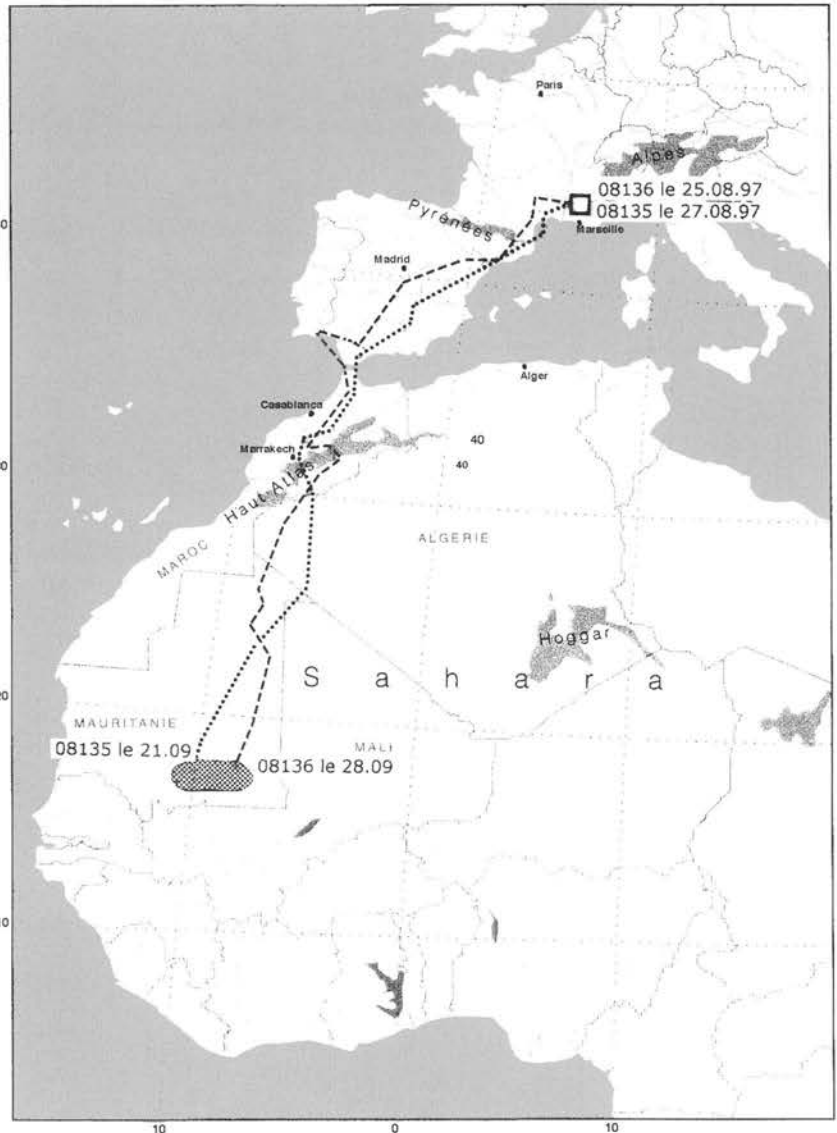 Paris
Alpes
08136 le 25.08.97
08135 le 27.08.97
Pyrénées
Marseille
Madrid
Alger
Casablanca
40
Marrakech
40
Haut Atlas
ALGERIE
MAROC
Hoggar
Sahara
20
MAURITANIE
MALI
08135 le 21.09
08136 le 28.09
10
0
10